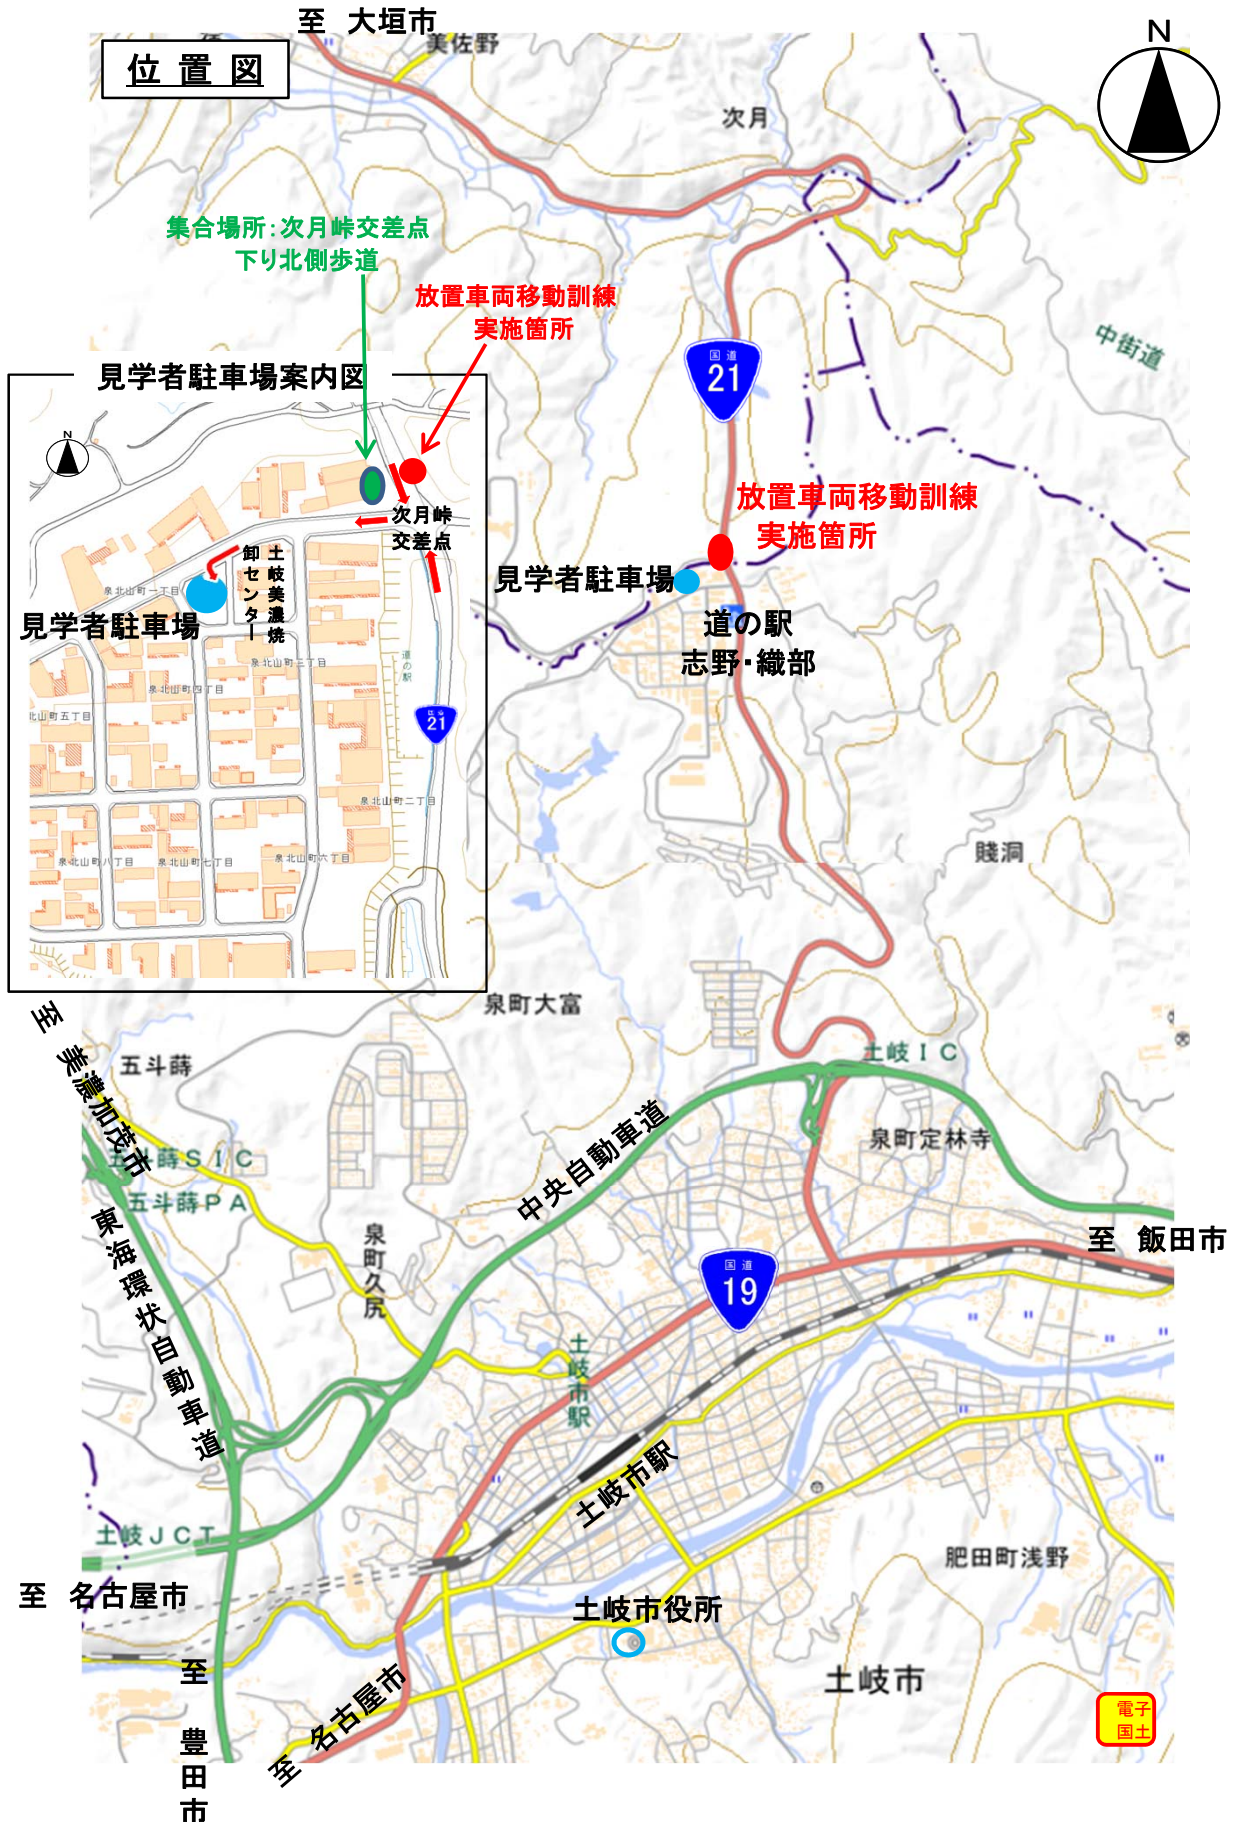 至　大垣市
位 置 図
美佐野
N
次月
集合場所：次月峠交差点
下り北側歩道
放置車両移動訓練
実施箇所
中街道
国道
21
見学者駐車場案内図
N
次月峠
交差点
土岐美濃焼
卸センター
泉北山町一丁目
見学者駐車場
泉北山町三丁目
道の駅
泉北山町四丁目
北山町五丁目
21
泉北山町二丁目
泉北山町八丁目
泉北山町七丁目
泉北山町六丁目
放置車両移動訓練
実施箇所
見学者駐車場
道の駅
志野・織部
賤洞
泉町大富
至　美濃加茂市
五斗蒔
土岐ＩＣ
中央自動車道
泉町定林寺
五斗蒔ＳＩＣ
五斗蒔ＰＡ
東海環状自動車道
泉町久尻
至　飯田市
国道
19
土岐市駅
土岐市駅
土岐ＪＣＴ
肥田町浅野
至　名古屋市
土岐市役所
至　豊田市
至　名古屋市
土岐市
電子
国土